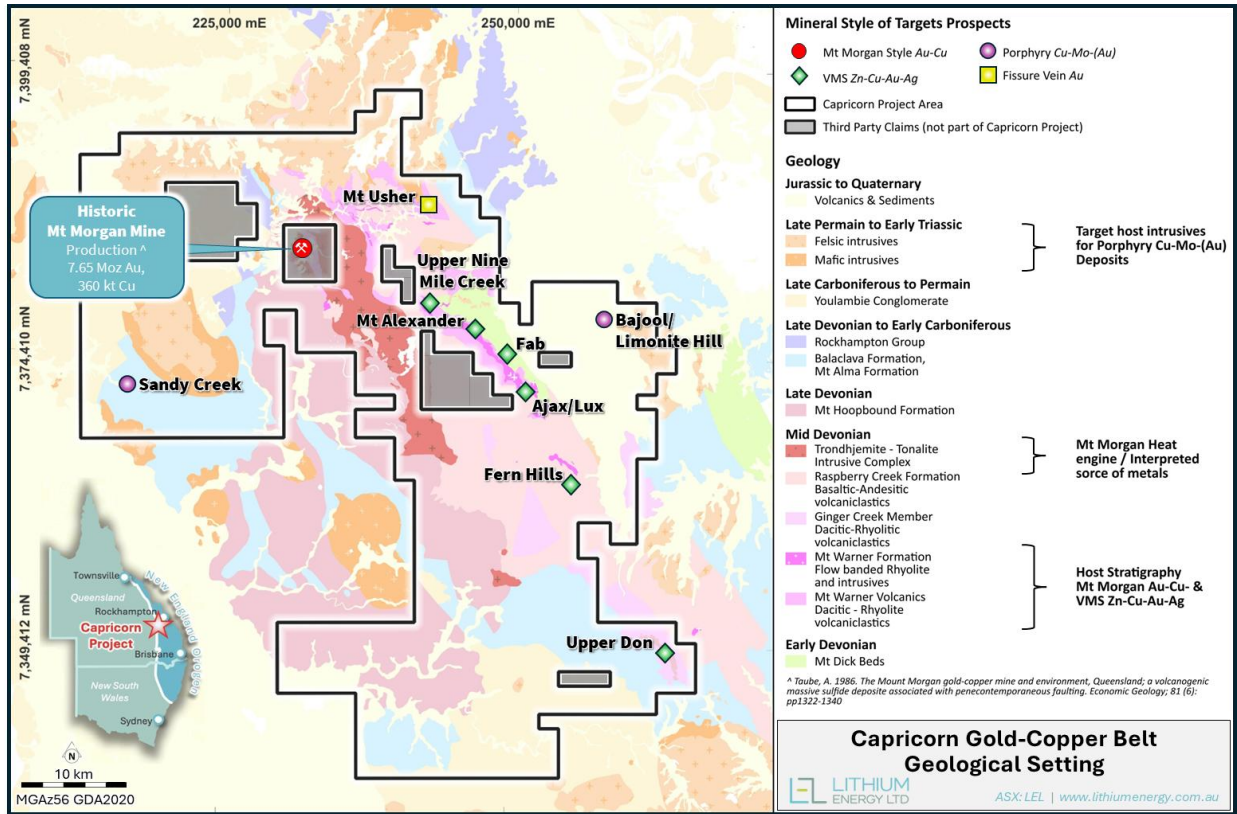 225,000 mE
250,000 mE
7,399,408 mN
7,374,410 mN
7,349,412 mN
Historic
Mt Morgan Mine
Production ^
7.65 Moz Au,
360 kt Cu
Mt Usher
Upper Nine
Mile Creek
Mt Alexander
Fab
Bajool/
Limonite Hill
Sandy Creek
Ajax/Lux
Fern Hills
Upper Don
Townsville
Queensland
Rockhampton
Capricorn
Project
Brisbane
New South
Wales
Sydney
New England Orogen
N
10 km
MGAz56 GDA2020
Mineral Style of Targets Prospects
Mt Morgan Style Au-Cu
Porphyry Cu-Mo-(Au)
VMS Zn-Cu-Au-Ag
Fissure Vein Au
Capricorn Project Area
Third Party Claims (not part of Capricorn Project)
Geology
Jurassic to Quaternary
Volcanics & Sediments
Late Permain to Early Triassic
Felsic intrusives
Mafic intrusives
Target host intrusives
for Porphyry Cu-Mo-(Au)
Deposits
Late Carboniferous to Permain
Youlambie Conglomerate
Late Devonian to Early Carboniferous
Rockhampton Group
Balaclava Formation,
Mt Alma Formation
Late Devonian
Mt Hoopbound Formation
Mid Devonian
Trondhjemite - Tonalite
Intrusive Complex
Raspberry Creek Formation
Basaltic-Andesitic
volcaniclastics
Ginger Creek Member
Dacitic-Rhyolitic
volcaniclastics
Mt Warner Formation
Flow banded Rhyolite
and intrusives
Mt Warner Volcanics
Dacitic - Rhyolite
volcaniclastics
Mt Morgan Heat
engine / Interpreted
sorce of metals
Host Stratigraphy
Mt Morgan Au-Cu- &
VMS Zn-Cu-Au-Ag
Early Devonian
Mt Dick Beds
^ Taube, A. 1986. The Mount Morgan gold-copper mine and environment, Queensland; a volcanogenic
massive sulfide deposit associated with penecontemporaneous faulting. Economic Geology; 81 (6):
pp1322-1340
Capricorn Gold-Copper Belt
Geological Setting
LITHIUM
ENERGY LTD
ASX: LEL | www.lithiumenergy.com.au